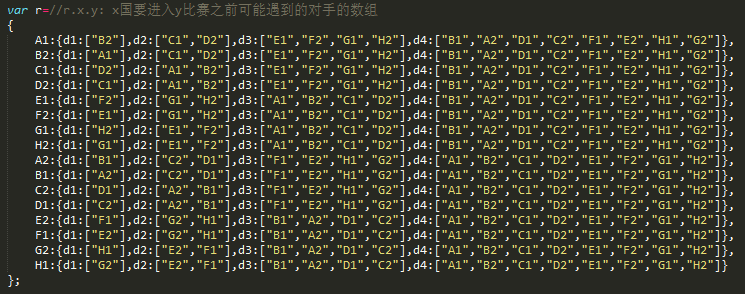 var r=//r.x.y: x国要进入y比赛之前可能遇到的对手的数组
{
A1:{d1:["B2"],d2:["C1","D2"],d3:["E1","F2","G1","H2"],d4:["B1","A2","D1","C2","F1","E2","H1","G2"]},
B2:{d1:["A1"],d2:["C1","D2"],d3:["E1","F2","G1","H2"],d4:["B1","A2","D1","C2","F1","E2","H1","G2"]},
C1:{d1:["D2"],d2:["A1","B2"],d3:["E1","F2","G1","H2"],d4:["B1","A2","D1","C2","F1","E2","H1","G2"]},
D2:{d1:["C1"],d2:["A1","B2"],d3:["E1","F2","G1","H2"],d4:["B1","A2","D1","C2","F1","E2","H1","G2"]},
E1:{d1:["F2"],d2:["G1","H2"],d3:["A1","B2","C1","D2"],d4:["B1","A2","D1","C2","F1","E2","H1","G2"]},
F2:{d1:["E1"],d2:["G1","H2"],d3:["A1","B2","C1","D2"],d4:["B1","A2","D1","C2","F1","E2","H1","G2"]},
G1:{d1:["H2"],d2:["E1","F2"],d3:["A1","B2","C1","D2"],d4:["B1","A2","D1","C2","F1","E2","H1","G2"]},
H2:{d1:["G1"],d2:["E1","F2"],d3:["A1","B2","C1","D2"],d4:["B1","A2","D1","C2","F1","E2","H1","G2"]},
A2:{d1:["B1"],d2:["C2","D1"],d3:["F1","E2","H1","G2"],d4:["A1","B2","C1","D2","E1","F2","G1","H2"]},
B1:{d1:["A2"],d2:["C2","D1"],d3:["F1","E2","H1","G2"],d4:["A1","B2","C1","D2","E1","F2","G1","H2"]},
C2:{d1:["D1"],d2:["A2","B1"],d3:["F1","E2","H1","G2"],d4:["A1","B2","C1","D2","E1","F2","G1","H2"]},
D1:{d1:["C2"],d2:["A2","B1"],d3:["F1","E2","H1","G2"],d4:["A1","B2","C1","D2","E1","F2","G1","H2"]},
E2:{d1:["F1"],d2:["G2","H1"],d3:["B1","A2","D1","C2"],d4:["A1","B2","C1","D2","E1","F2","G1","H2"]},
F1:{d1:["E2"],d2:["G2","H1"],d3:["B1","A2","D1","C2"],d4:["A1","B2","C1","D2","E1","F2","G1","H2"]},
G2:{d1:["H1"],d2:["E2","F1"],d3:["B1","A2","D1","C2"],d4:["A1","B2","C1","D2","E1","F2","G1","H2"]},
H1:{d1:["G2"],d2:["E2","F1"],d3:["B1","A2","D1","C2"],d4:["A1","B2","C1","D2","E1","F2","G1","H2"]}
};